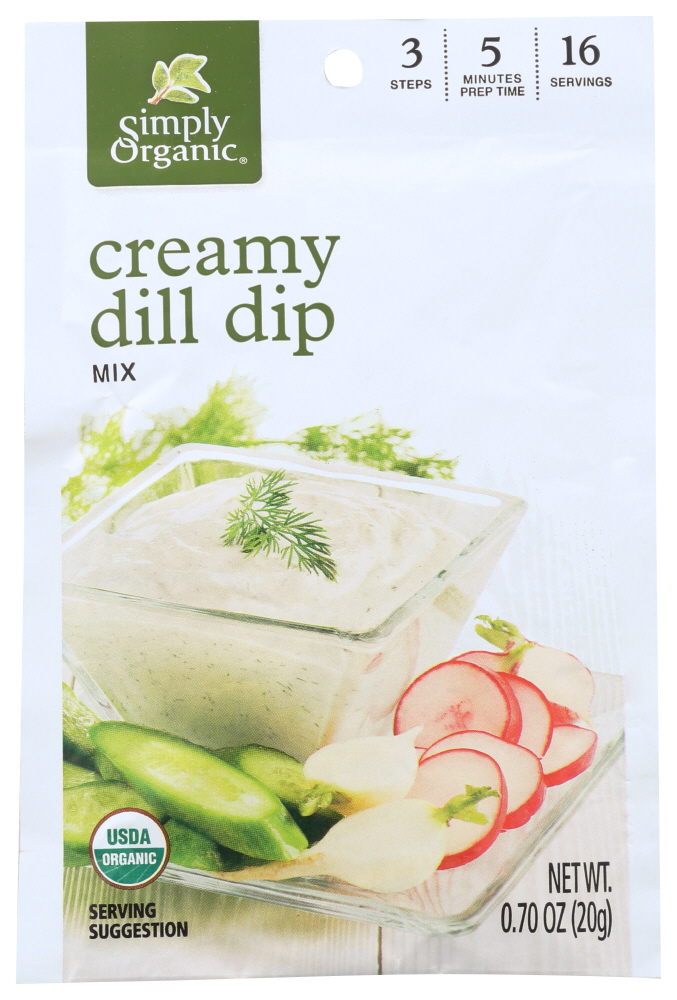 Simply
Organic®
3
STEPS
5
MINUTES
PREP TIME
16
SERVINGS
creamy
dill dip
MIX
USDA
ORGANIC
SERVING
SUGGESTION
NET WT.
0.70 OZ (20g)